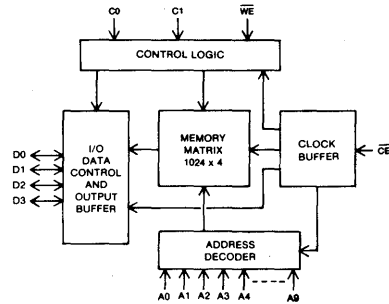 C0 C1 WE
CONTROL LOGIC
I/O
DATA
CONTROL
AND
OUTPUT
BUFFER
MEMORY
MATRIX
1024 x 4
CLOCK
BUFFER
CE
D0
D1
D2
D3
ADDRESS
DECODER
A0 A1 A2 A3 A4 A9